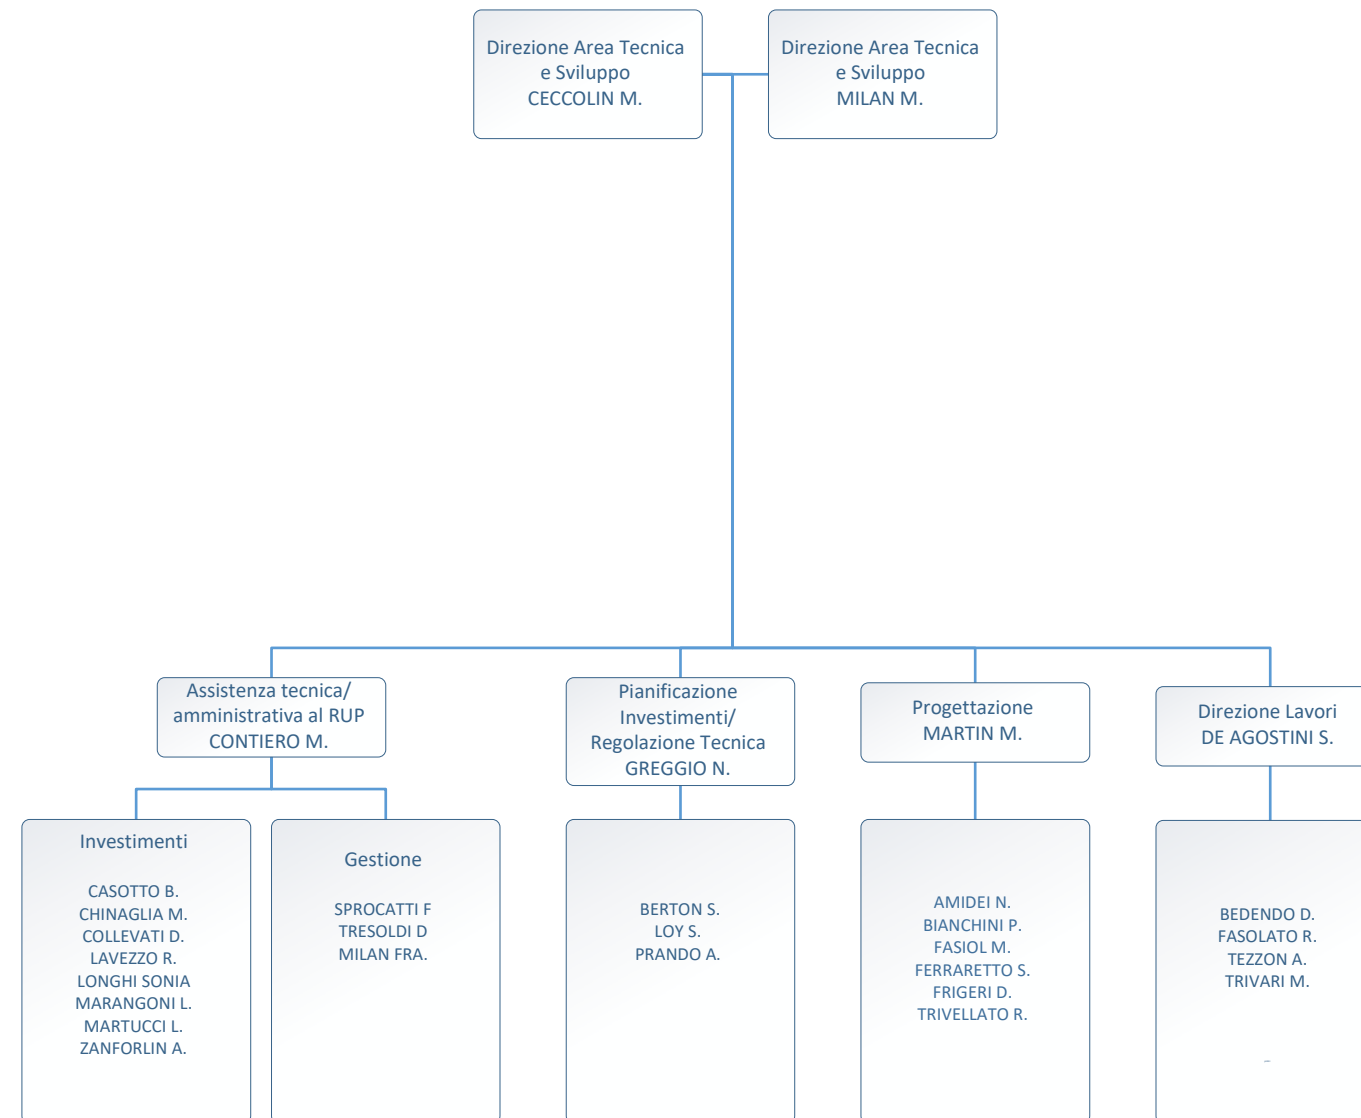 Direzione Area Tecnica
e Sviluppo
CECCOLIN M.
Direzione Area Tecnica
e Sviluppo
MILAN M.
Assistenza tecnica/
amministrativa al RUP
CONTIERO M.
Pianificazione
Investimenti/
Regolazione Tecnica
GREGGIO N.
Progettazione
MARTIN M.
Direzione Lavori
DE AGOSTINI S.
Investimenti
CASOTTO B.
CHINAGLIA M.
COLLEVATI D.
LAVEZZO R.
LONGHI SONIA
MARANGONI L.
MARTUCCI L.
ZANFORLIN A.
Gestione
SPROCATTI F
TRESOLDI D
MILAN FRA.
BERTON S.
LOY S.
PRANDO A.
AMIDEI N.
BIANCHINI P.
FASIOL M.
FERRARETTO S.
FRIGERI D.
TRIVELLATO R.
BEDENDO D.
FASOLATO R.
TEZZON A.
TRIVARI M.